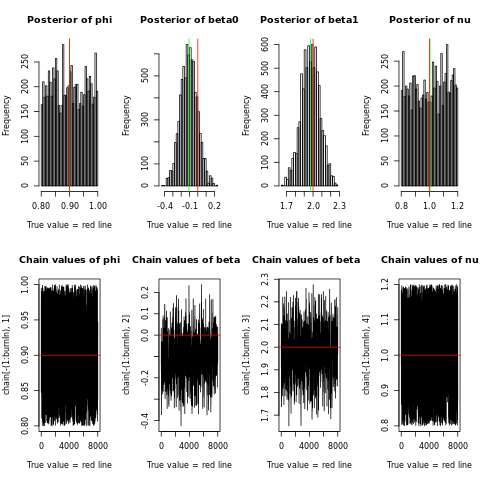 Posterior of phi
Posterior of beta0
Posterior of beta1
Posterior of nu
Frequency
0 50 100 150 200 250
0.80 0.90 1.00
True value = red line
Frequency
0 100 300 500
-0.4 -0.1 0.2
True value = red line
Frequency
0 100 200 300 400 500 600
1.7 2.0 2.3
True value = red line
Frequency
0 50 100 150 200 250
0.8 1.0 1.2
True value = red line
Chain values of phi
Chain values of beta
Chain values of beta
Chain values of nu
chain[-(1:burnIn), 1]
0.80 0.85 0.90 0.95 1.00
0 4000 8000
True value = red line
chain[-(1:burnIn), 2]
-0.4 -0.2 0.0 0.1 0.2
0 4000 8000
True value = red line
chain[-(1:burnIn), 3]
1.7 1.8 1.9 2.0 2.1 2.2 2.3
0 4000 8000
True value = red line
chain[-(1:burnIn), 4]
0.8 0.9 1.0 1.1 1.2
0 4000 8000
True value = red line